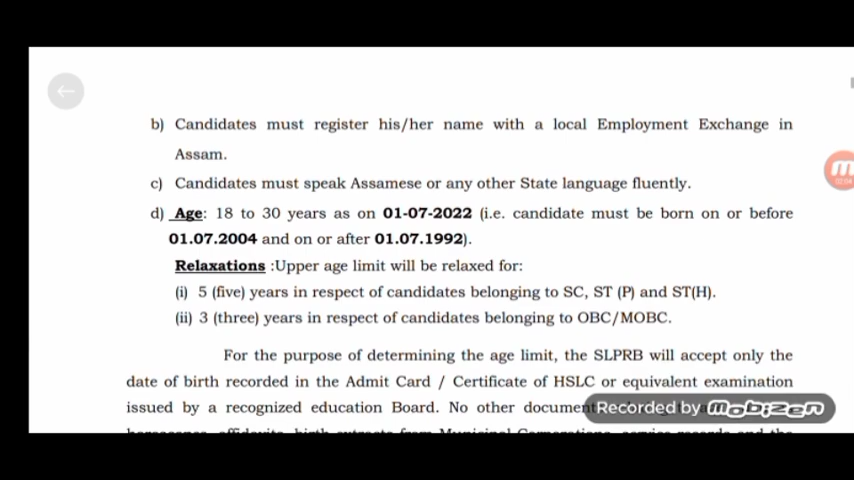 b) Candidates must register his/her name with a local Employment Exchange in
Assam.
c) Candidates must speak Assamese or any other State language fluently.
d) Age: 18 to 30 years as on 01-07-2022 (i.e. candidate must be born on or before
01.07.2004 and on or after 01.07.1992).
Relaxations :Upper age limit will be relaxed for:
(i) 5 (five) years in respect of candidates belonging to SC, ST (P) and ST(H).
(ii) 3 (three) years in respect of candidates belonging to OBC/MOBC.
For the purpose of determining the age limit, the SLPRB will accept only the
date of birth recorded in the Admit Card / Certificate of HSLC or equivalent examination
issued by a recognized education Board. No other document
Recorded by mobizen